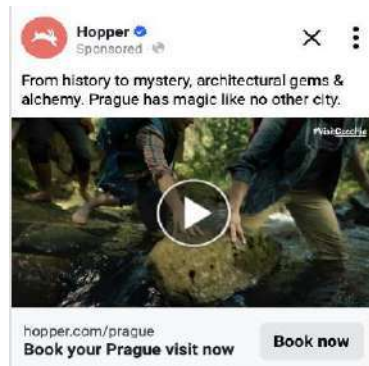 Hopper
Sponsored
From history to mystery, architectural gems &
alchemy. Prague has magic like no other city.
#VisitCzechia
hopper.com/prague
Book your Prague visit now
Book now